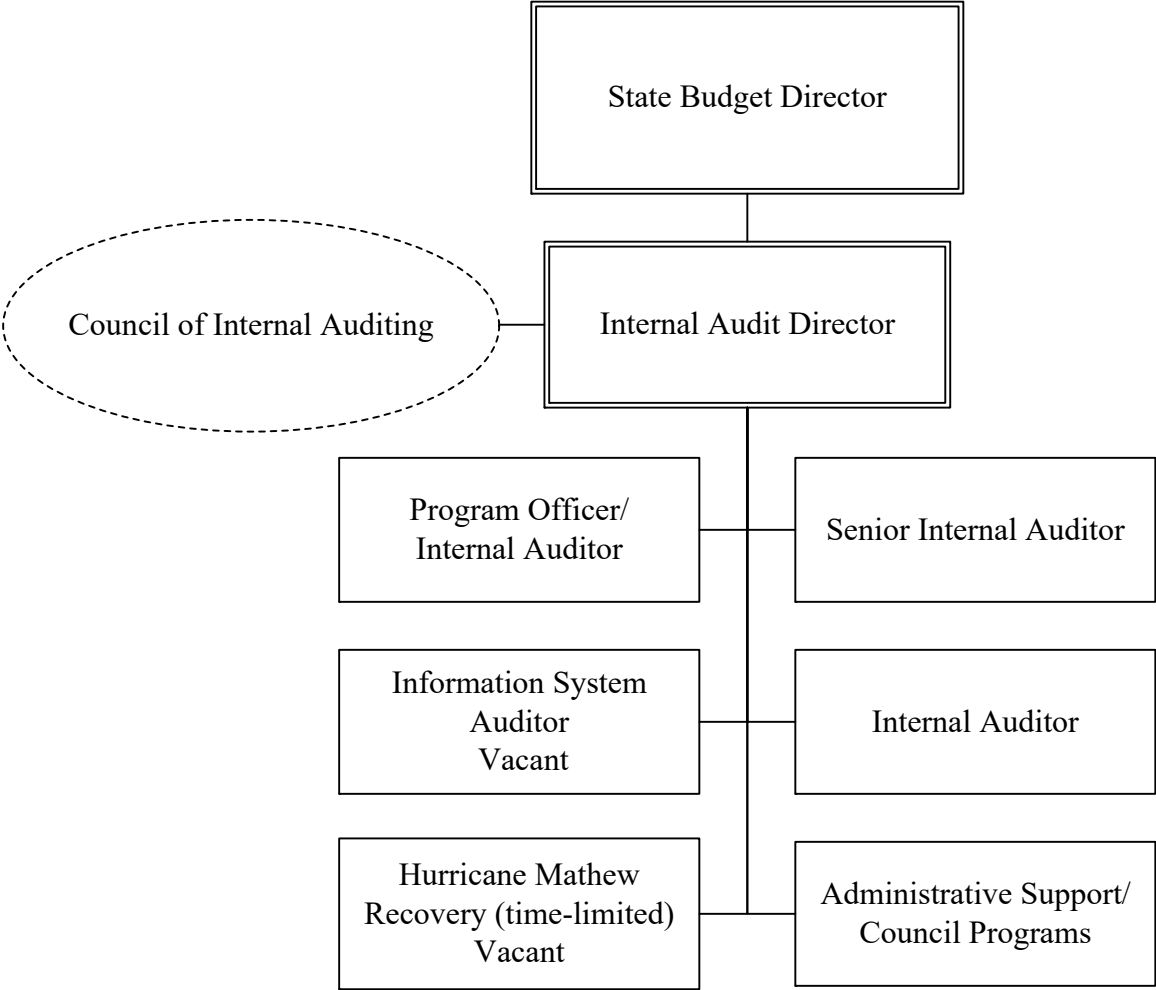 State Budget Director
Council of Internal Auditing
Internal Audit Director
Program Officer/
Internal Auditor
Senior Internal Auditor
Information System
Auditor
Vacant
Internal Auditor
Hurricane Mathew
Recovery (time-limited)
Vacant
Administrative Support/
Council Programs